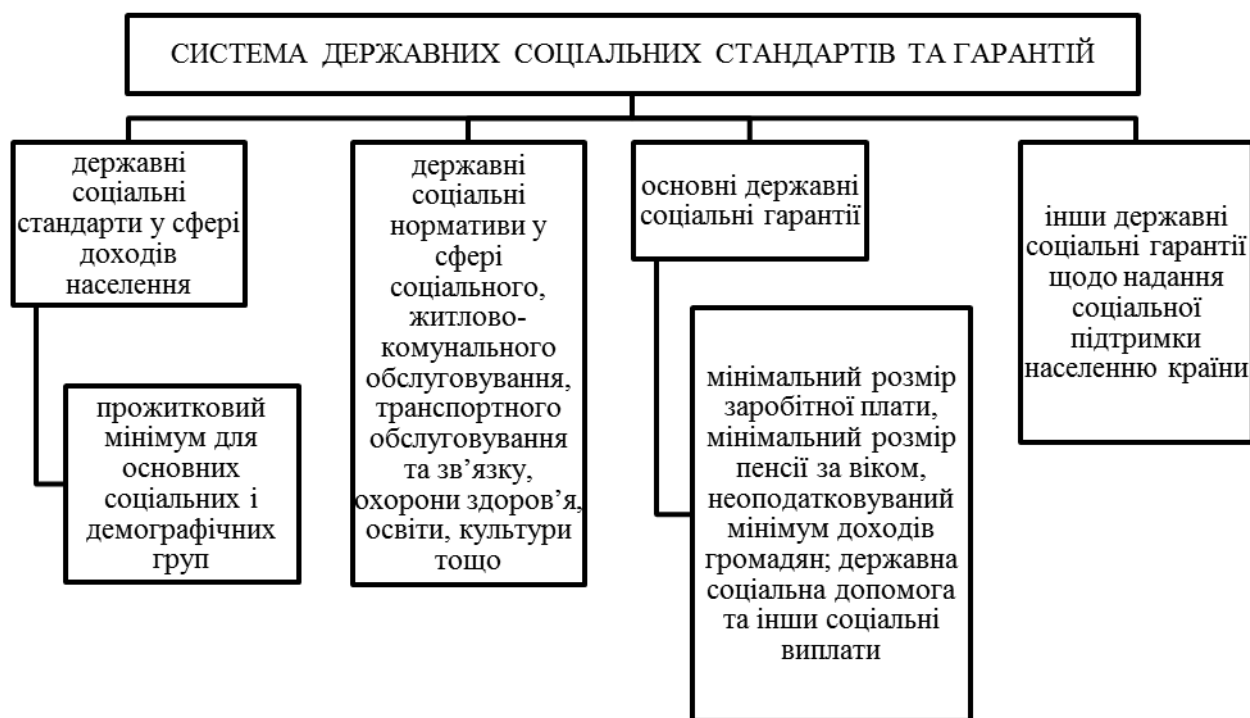 СИСТЕМА ДЕРЖАВНИХ СОЦІАЛЬНИХ СТАНДАРТІВ ТА ГАРАНТІЙ
державні
соціальні
стандарти у сфері
доходів
населення
прожитковий
мінімум для
основних
соціальних і
демографічних
груп
державні
соціальні
нормативи у
сфері
соціального,
житлово-
комунального
обслуговування,
транспортного
обслуговування
та зв’язку,
охорони здоров’я,
освіти, культури
тощо
основні державні
соціальні гарантії
мінімальний розмір
заробітної плати,
мінімальний розмір
пенсії за віком,
неоподатковуваний
мінімум доходів
громадян; державна
соціальна допомога
та інши соціальні
виплати
інши державні
соціальні гарантії
щодо надання
соціальної
підтримки
населенню країни